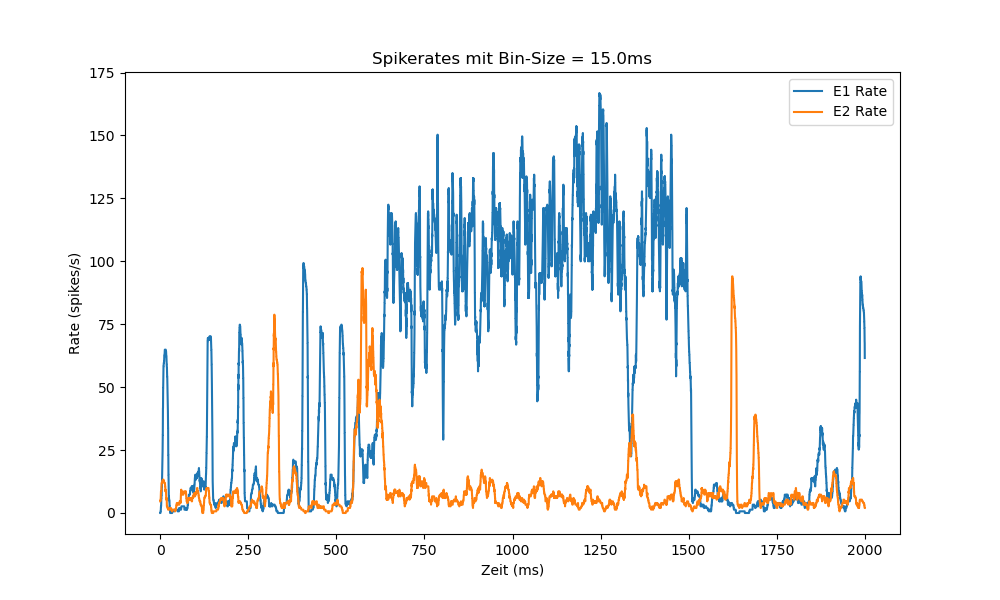 Spikerates mit Bin-Size = 15.0ms
E1 Rate
E2 Rate
175
150
125
100
75
50
25
0
Rate (spikes/s)
0 250 500 750 1000 1250 1500 1750 2000
Zeit (ms)